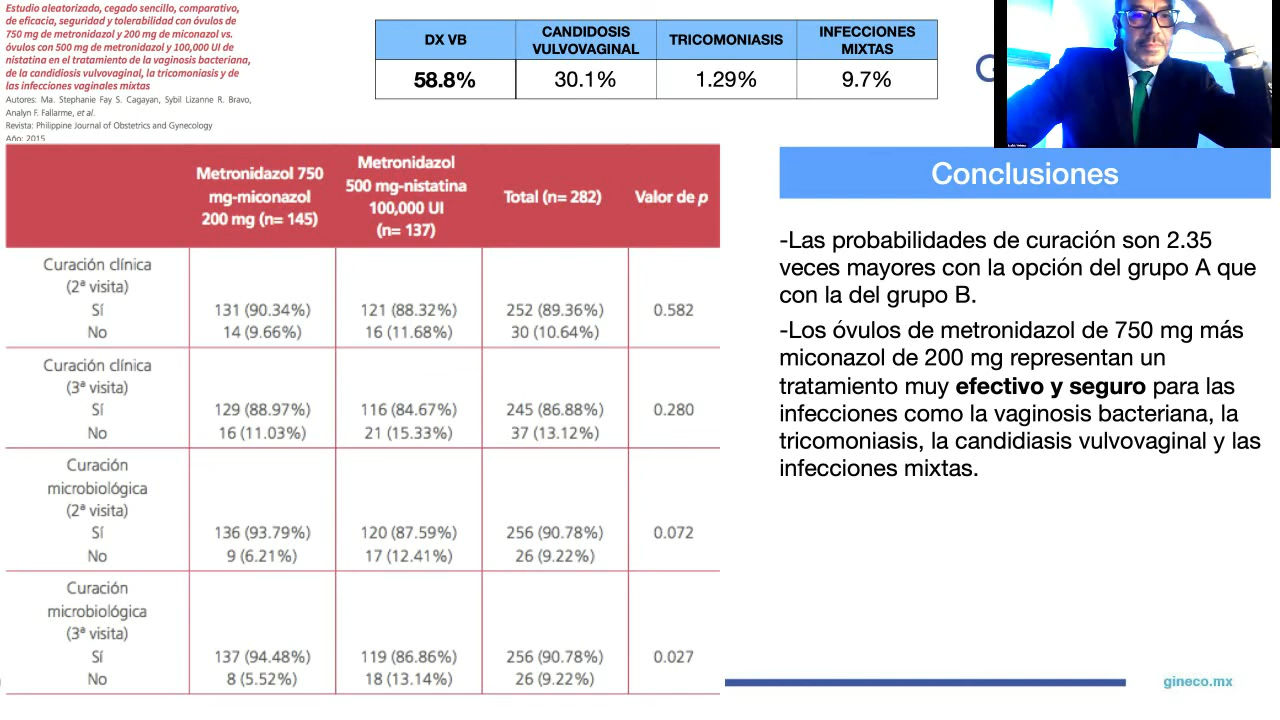 Estudio aleatorizado, cegado sencillo, comparativo,
de eficacia, seguridad y tolerabilidad con óvulos de
750 mg de metronidazol y 200 mg de miconazol vs.
óvulos con 500 mg de metronidazol y 100,000 UI de
nistatina en el tratamiento de la vaginosis bacteriana,
de la candidiosis vulvovaginal, la tricomoniasis y de
las infecciones vaginales mixtas
Autores: Ma. Stephanie Fay S. Cagayan, Sybil Lizanne R. Bravo,
Analyn F. Fallarme, et al.
Revista: Philippine Journal of Obstetrics and Gynecology
Año: 2015
DX VB
CANDIDOSIS
VULVOVAGINAL
TRICOMONIASIS
INFECCIONES
MIXTAS
58.8%
30.1%
1.29%
9.7%
G
Metronidazol 750
mg-miconazol
200 mg (n= 145)
Metronidazol
500 mg-nistatina
100,000 UI
(n= 137)
Total (n= 282)
Valor de p
Curación clínica
(2ª visita)
Sí 131 (90.34%) 121 (88.32%) 252 (89.36%) 0.582
No 14 (9.66%) 16 (11.68%) 30 (10.64%)
Curación clínica
(3ª visita)
Sí 129 (88.97%) 116 (84.67%) 245 (86.88%) 0.280
No 16 (11.03%) 21 (15.33%) 37 (13.12%)
Curación
microbiológica
(2ª visita)
Sí 136 (93.79%) 120 (87.59%) 256 (90.78%) 0.072
No 9 (6.21%) 17 (12.41%) 26 (9.22%)
Curación
microbiológica
(3ª visita)
Sí 137 (94.48%) 119 (86.86%) 256 (90.78%) 0.027
No 8 (5.52%) 18 (13.14%) 26 (9.22%)
Conclusiones
-Las probabilidades de curación son 2.35
veces mayores con la opción del grupo A que
con la del grupo B.
-Los óvulos de metronidazol de 750 mg más
miconazol de 200 mg representan un
tratamiento muy efectivo y seguro para las
infecciones como la vaginosis bacteriana, la
tricomoniasis, la candidiasis vulvovaginal y las
infecciones mixtas.
gineco.mx